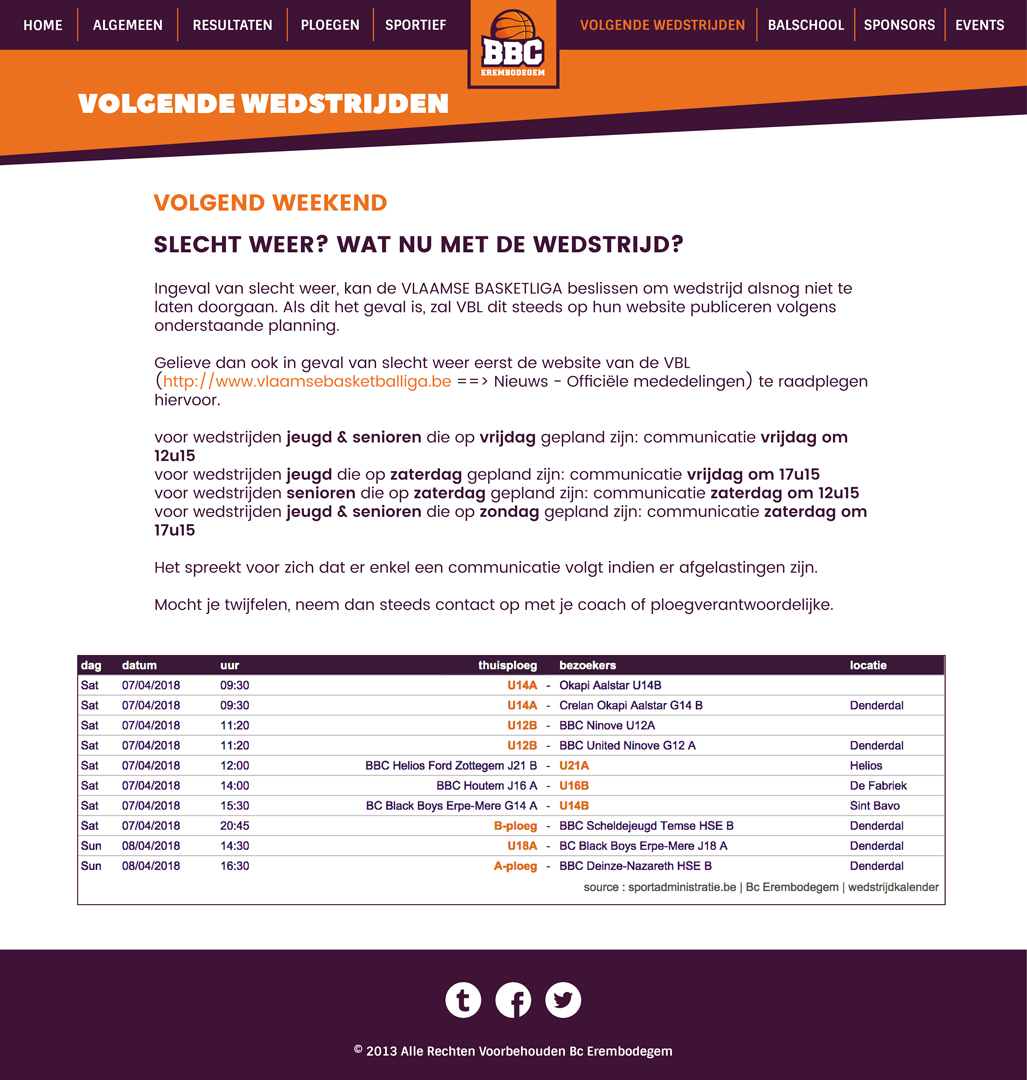 HOME ALGEMEEN RESULTATEN PLOEGEN SPORTIEF VOLGENDE WEDSTRIJDEN BALSCHOOL SPONSORS EVENTS
BBC
EREMBODEGEM
VOLGENDE WEDSTRIJDEN
VOLGEND WEEKEND
SLECHT WEER? WAT NU MET DE WEDSTRIJD?
Ingeval van slecht weer, kan de VLAAMSE BASKETLIGA beslissen om wedstrijd alsnog niet te
laten doorgaan. Als dit het geval is, zal VBL dit steeds op hun website publiceren volgens
onderstaande planning.
Gelieve dan ook in geval van slecht weer eerst de website van de VBL
(http://www.vlaamsebasketballiga.be ==> Nieuws - Officiële mededelingen) te raadplegen
hiervoor.
voor wedstrijden jeugd & senioren die op vrijdag gepland zijn: communicatie vrijdag om
12u15
voor wedstrijden jeugd die op zaterdag gepland zijn: communicatie vrijdag om 17u15
voor wedstrijden senioren die op zaterdag gepland zijn: communicatie zaterdag om 12u15
voor wedstrijden jeugd & senioren die op zondag gepland zijn: communicatie zaterdag om
17u15
Het spreekt voor zich dat er enkel een communicatie volgt indien er afgelastingen zijn.
Mocht je twijfelen, neem dan steeds contact op met je coach of ploegverantwoordelijke.
dag datum uur thuisploeg bezoekers locatie
Sat 07/04/2018 09:30 U14A - Okapi Aalstar U14B
Sat 07/04/2018 09:30 U14A - Crelan Okapi Aalstar G14 B Denderdal
Sat 07/04/2018 11:20 U12B - BBC Ninove U12A
Sat 07/04/2018 11:20 U12B - BBC United Ninove G12 A Denderdal
Sat 07/04/2018 12:00 BBC Helios Ford Zottegem J21 B - U21A Helios
Sat 07/04/2018 14:00 BBC Houtem J16 A - U16B De Fabriek
Sat 07/04/2018 15:30 BC Black Boys Erpe-Mere G14 A - U14B Sint Bavo
Sat 07/04/2018 20:45 B-ploeg - BBC Scheldejeugd Temse HSE B Denderdal
Sun 08/04/2018 14:30 U18A - BC Black Boys Erpe-Mere J18 A Denderdal
Sun 08/04/2018 16:30 A-ploeg - BBC Deinze-Nazareth HSE B Denderdal
source : sportadministratie.be | Bc Erembodegem | wedstrijdkalender
© 2013 Alle Rechten Voorbehouden Bc Erembodegem